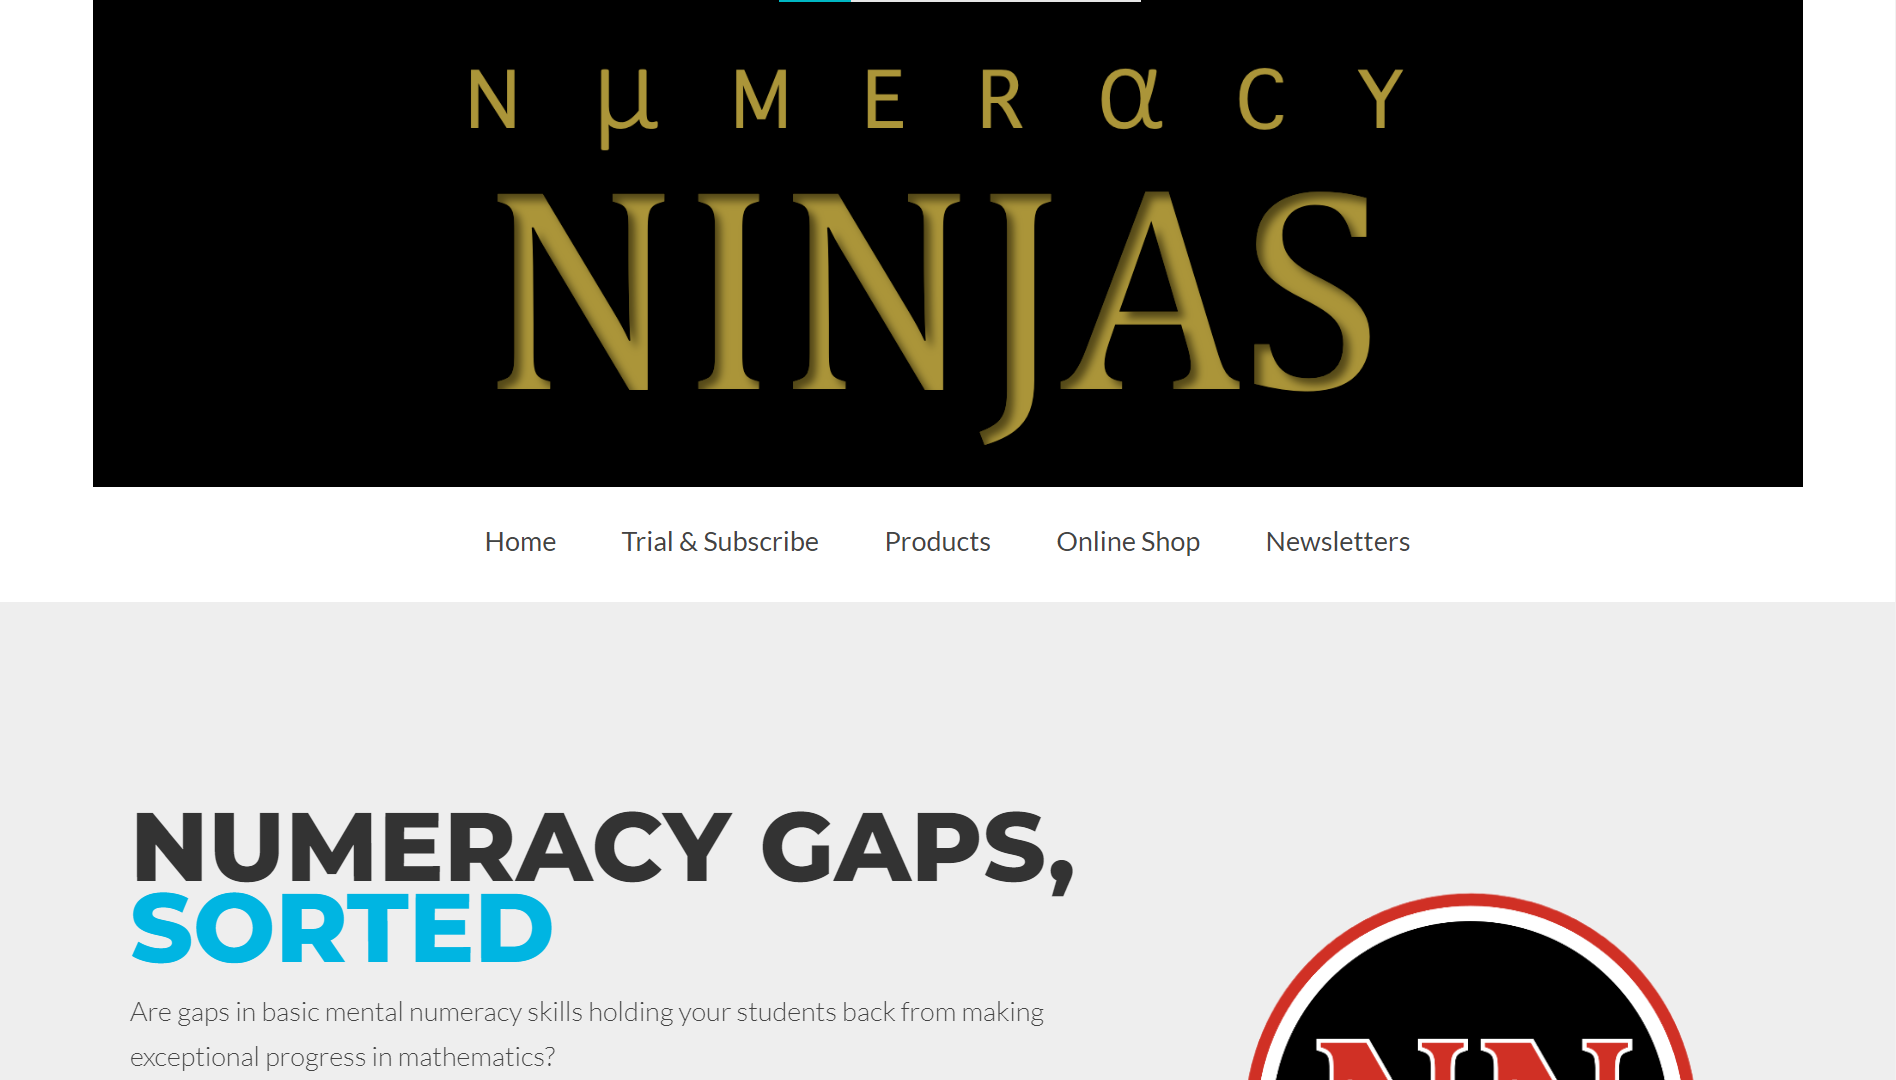 NµMERαCY
NINJAS
Home Trial & Subscribe Products Online Shop Newsletters
NUMERACY GAPS,
SORTED
Are gaps in basic mental numeracy skills holding your students back from making
exceptional progress in mathematics?
NN